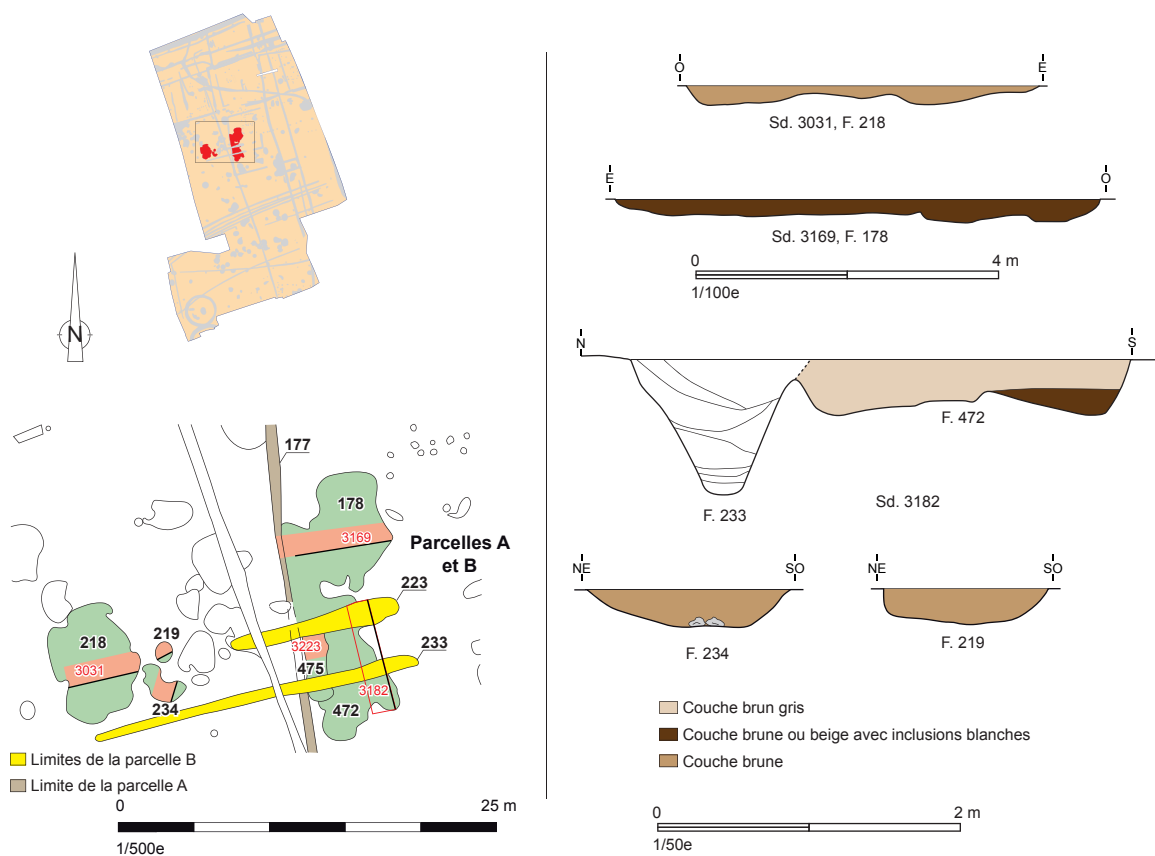 N
177
178
3169
Parcelles A
et B
223
219
218
3223
233
3031
475
3182
234
472
Limites de la parcelle B
Limite de la parcelle A
0 25 m
1/500e
O E
Sd. 3031, F. 218
E O
Sd. 3169, F. 178
0 4 m
1/100e
N S
F. 472
F. 233
Sd. 3182
NE SO
F. 234
NE SO
F. 219
Couche brun gris
Couche brune ou beige avec inclusions blanches
Couche brune
0 2 m
1/50e